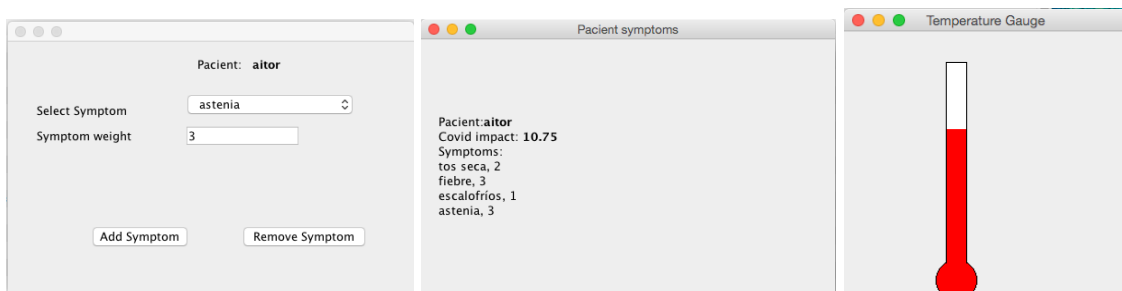 Pacient: aitor
Select Symptom astenia
Symptom weight 3
Add Symptom Remove Symptom
Pacient symptoms
Pacient:aitor
Covid impact: 10.75
Symptoms:
tos seca, 2
fiebre, 3
escalofríos, 1
astenia, 3
Temperature Gauge